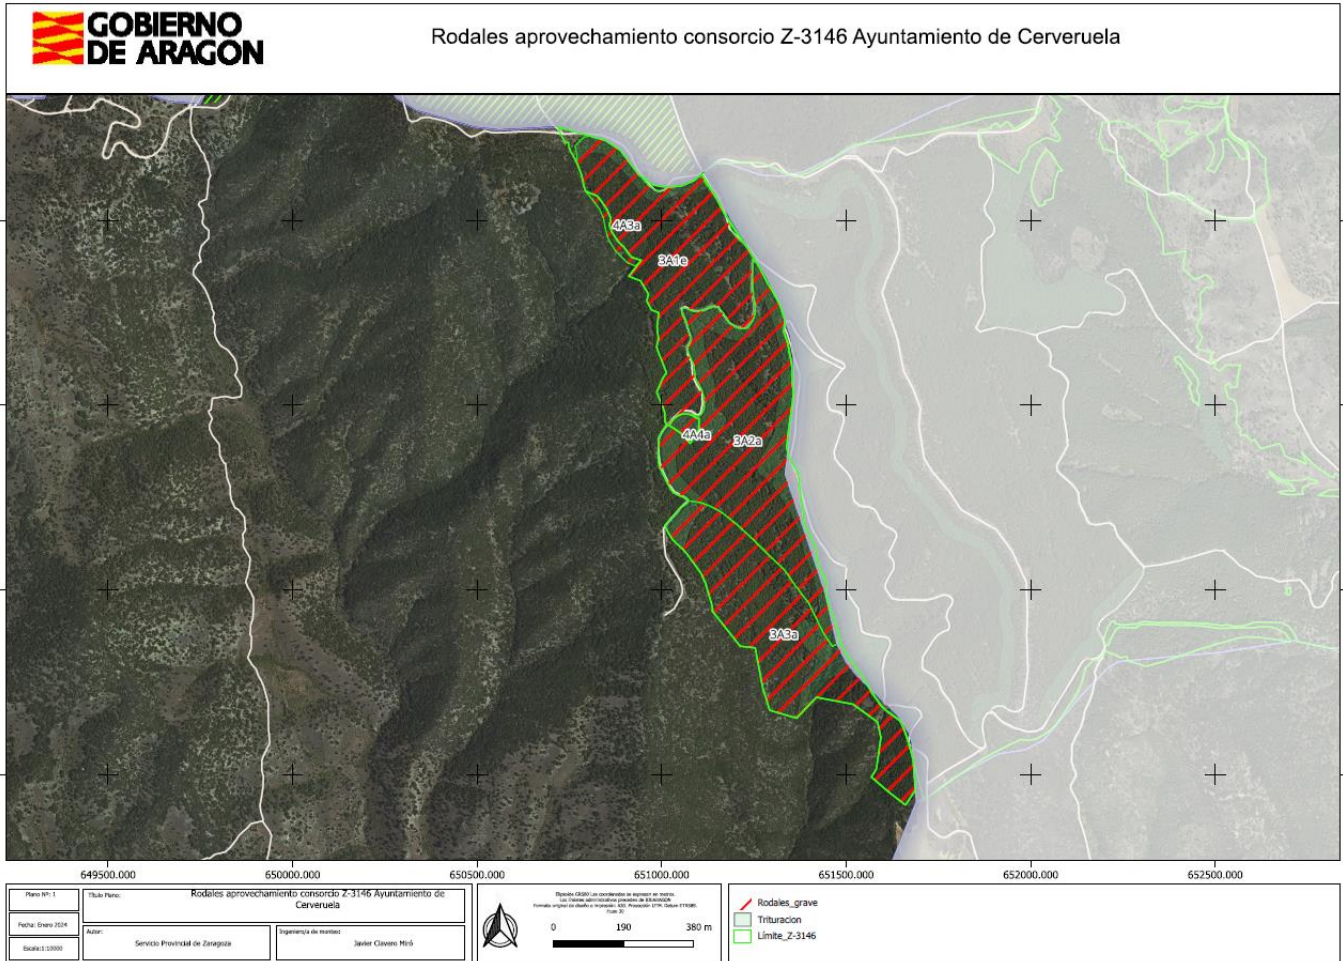 GOBIERNO
DE ARAGON
Rodales aprovechamiento consorcio Z-3146 Ayuntamiento de Cerveruela
4A3a
3A1e
4A4a
3A2a
3A3a
649500.000
650000.000
650500.000
651000.000
651500.000
652000.000
652500.000
Plano Nº: 1
Título Plano:
Rodales aprovechamiento consorcio Z-3146 Ayuntamiento de
Cerveruela
Fecha: Enero 2024
Escala:1:10000
Autor:
Servicio Provincial de Zaragoza
Ingeniero/a de montes:
Javier Clavero Miró
0 190 380 m
Rodales_grave
Trituracion
Límite_Z-3146